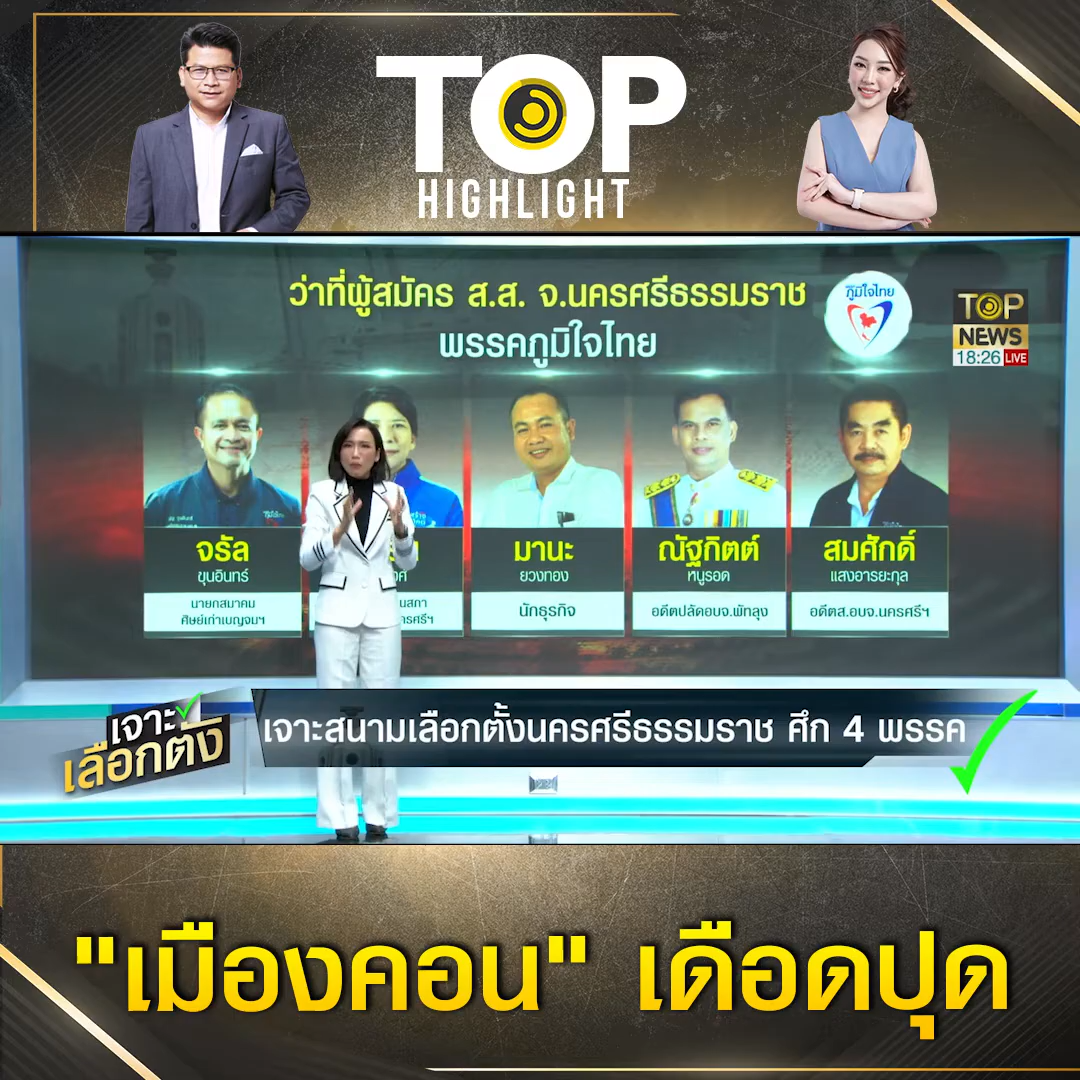 TOP
HIGHLIGHT
ว่าที่ผู้สมัคร ส.ส. จ.นครศรีธรรมราช
พรรคภูมิใจไทย
ภูมิใจไทย
TOP
NEWS
18:26 LIVE
จรัล
ขุนอินทร์
นายกสมาคม
ศิษย์เก่าเบญจมฯ
มานะ
ยวงทอง
นักธุรกิจ
ณัฐกิตต์
หนูรอด
อดีตปลัดอบจ.พัทลุง
สมศักดิ์
แสงอารยะกุล
อดีตส.อบจ.นครศรีฯ
เจาะ
เลือกตั้ง
เจาะสนามเลือกตั้งนครศรีธรรมราช ศึก 4 พรรค
"เมืองคอน" เดือดปุด